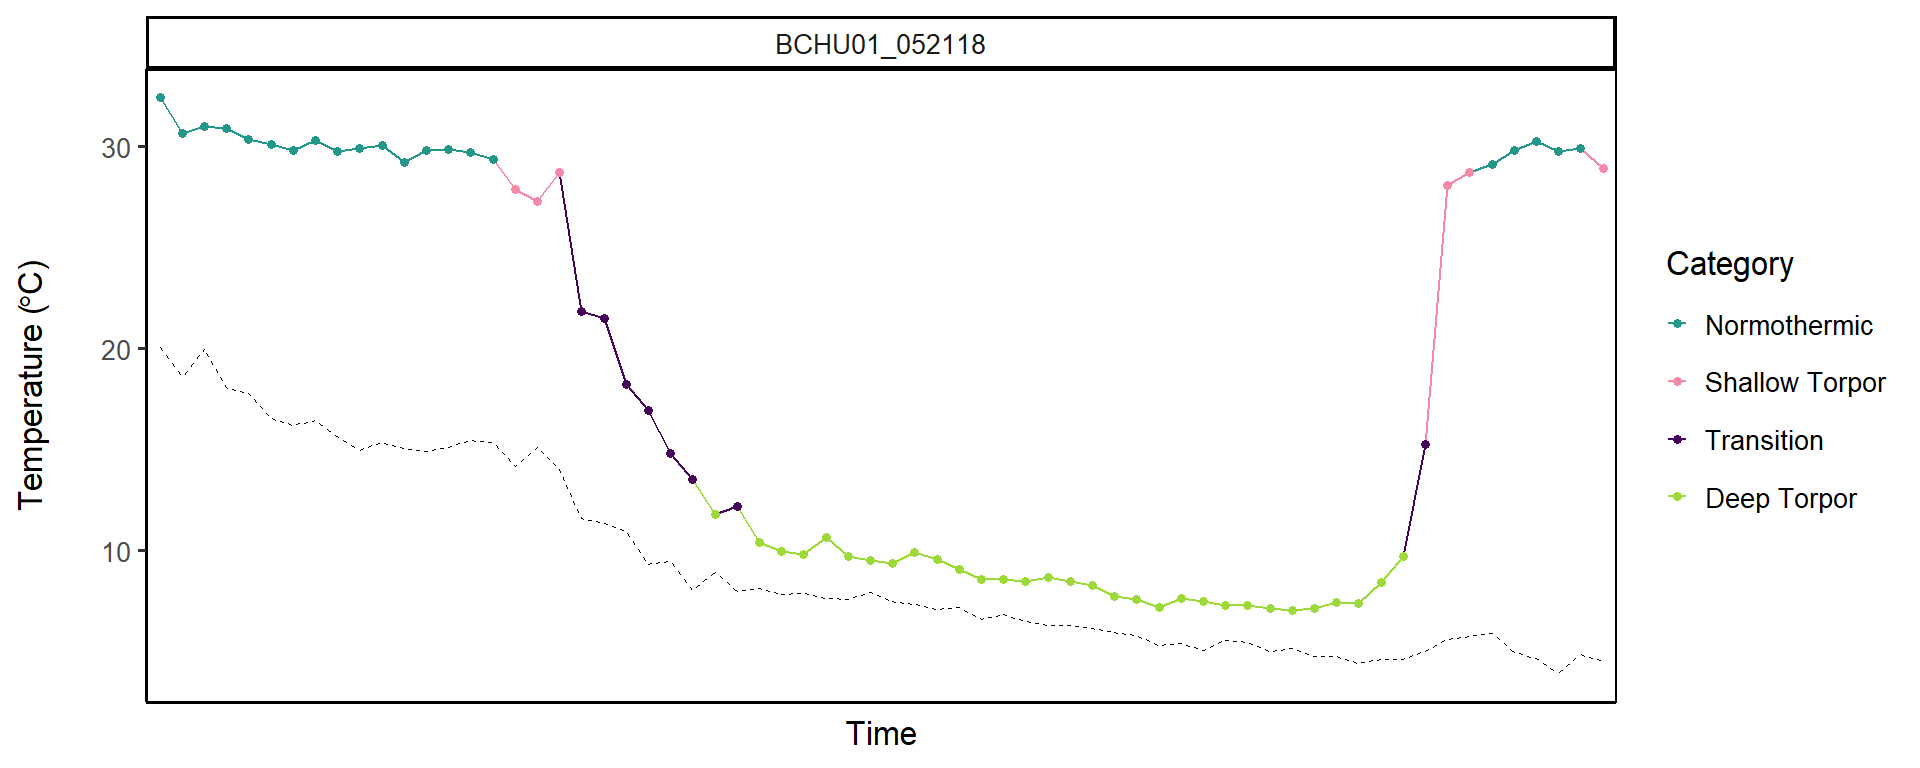 BCHU01_052118
30
20
10
Temperature (°C)
Time
Category
Normothermic
Shallow Torpor
Transition
Deep Torpor